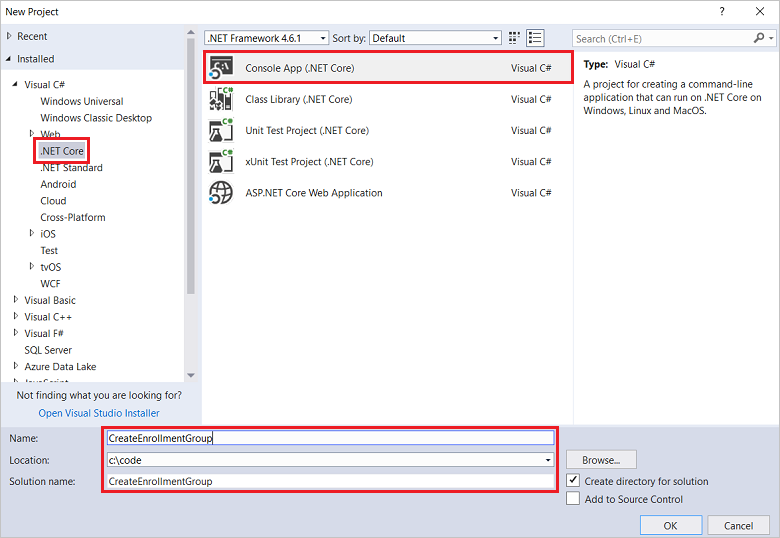 New Project
? 
Recent
Installed
Visual C#
Windows Universal
Windows Classic Desktop
Web
.NET Core
.NET Standard
Android
Cloud
Cross-Platform
iOS
Test
tvOS
WCF
Visual Basic
Visual C++
Visual F#
SQL Server
Azure Data Lake
JavaScript
Not finding what you are looking for?
Open Visual Studio Installer
.NET Framework 4.6.1 Sort by: Default
Console App (.NET Core) Visual C#
Class Library (.NET Core) Visual C#
Unit Test Project (.NET Core) Visual C#
xUnit Test Project (.NET Core) Visual C#
ASP.NET Core Web Application Visual C#
Search (Ctrl+E)
Type: Visual C#
A project for creating a command-line
application that can run on .NET Core on
Windows, Linux and MacOS.
Name: CreateEnrollmentGroup
Location: c:\code
Solution name: CreateEnrollmentGroup
Browse...
Create directory for solution
Add to Source Control
OK Cancel